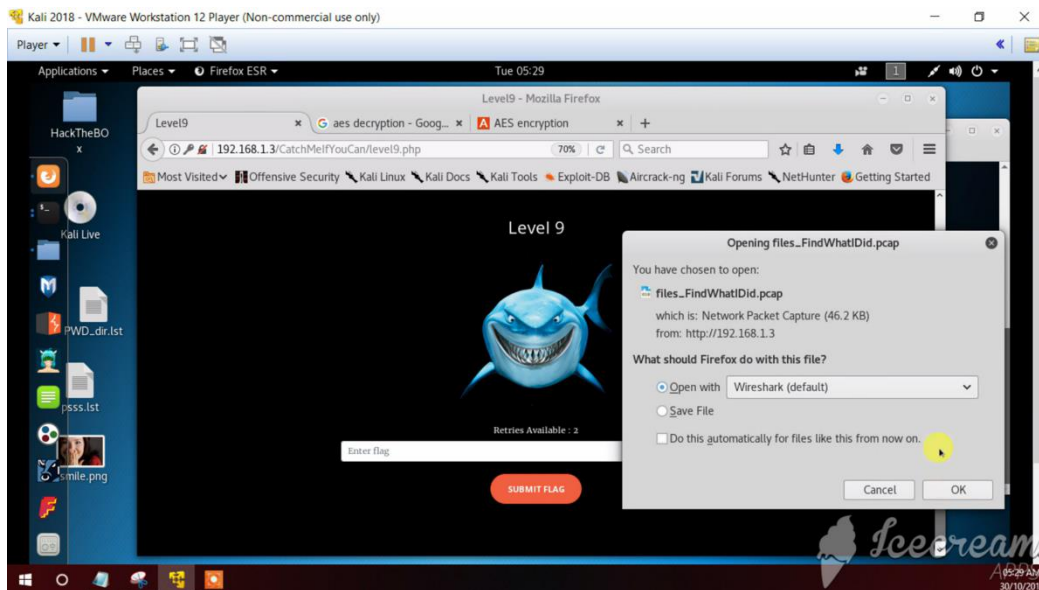 Kali 2018 - VMware Workstation 12 Player (Non-commercial use only)
Player
Applications Places Firefox ESR Tue 05:29 1
Level9 - Mozilla Firefox
Level9 aes decryption - Goog... AES encryption
192.168.1.3/CatchMeIfYouCan/level9.php 70% Search
Most Visited Offensive Security Kali Linux Kali Docs Kali Tools Exploit-DB Aircrack-ng Kali Forums NetHunter Getting Started
HackTheBO
x
Kali Live
PWD_dir.lst
psss.lst
smile.png
Level 9
Retries Available : 2
Enter flag
SUBMIT FLAG
Opening files_FindWhatIDid.pcap
You have chosen to open:
files_FindWhatIDid.pcap
which is: Network Packet Capture (46.2 KB)
from: http://192.168.1.3
What should Firefox do with this file?
Open with Wireshark (default)
Save File
Do this automatically for files like this from now on.
Cancel OK
Icecream
APPS
05:29 AM
30/10/201